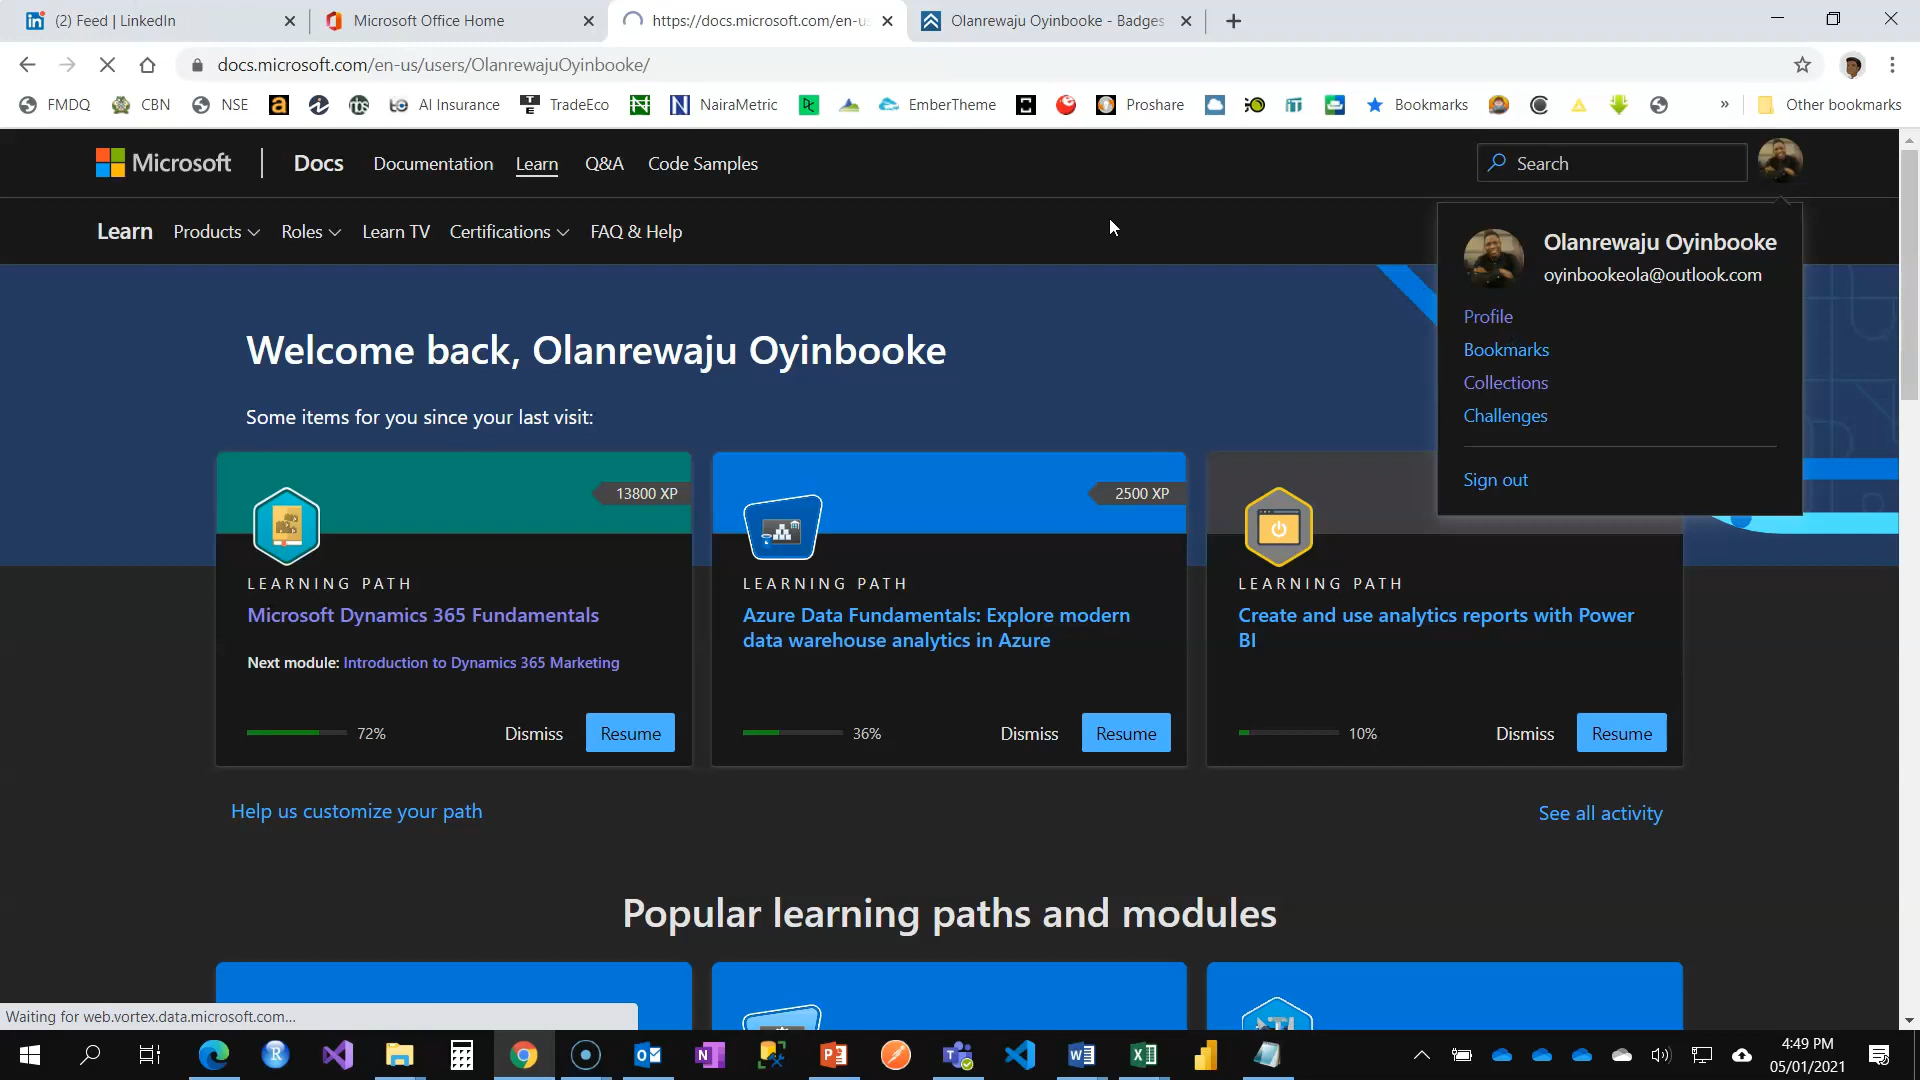 (2) Feed | LinkedIn
Microsoft Office Home
https://docs.microsoft.com/en-u
Olanrewaju Oyinbooke - Badges
docs.microsoft.com/en-us/users/OlanrewajuOyinbooke/
FMDQ
CBN
NSE
AI Insurance
TradeEco
NairaMetric
EmberTheme
Proshare
Bookmarks
Other bookmarks
Microsoft
Docs
Documentation
Learn
Q&A
Code Samples
Search
Learn
Products
Roles
Learn TV
Certifications
FAQ & Help
Olanrewaju Oyinbooke
oyinbookeola@outlook.com
Profile
Bookmarks
Collections
Challenges
Sign out
Welcome back, Olanrewaju Oyinbooke
Some items for you since your last visit:
13800 XP
LEARNING PATH
Microsoft Dynamics 365 Fundamentals
Next module: Introduction to Dynamics 365 Marketing
72%
Dismiss
Resume
2500 XP
LEARNING PATH
Azure Data Fundamentals: Explore modern
data warehouse analytics in Azure
36%
Dismiss
Resume
LEARNING PATH
Create and use analytics reports with Power
BI
10%
Dismiss
Resume
Help us customize your path
See all activity
Popular learning paths and modules
Waiting for web.vortex.data.microsoft.com...
4:49 PM
05/01/2021